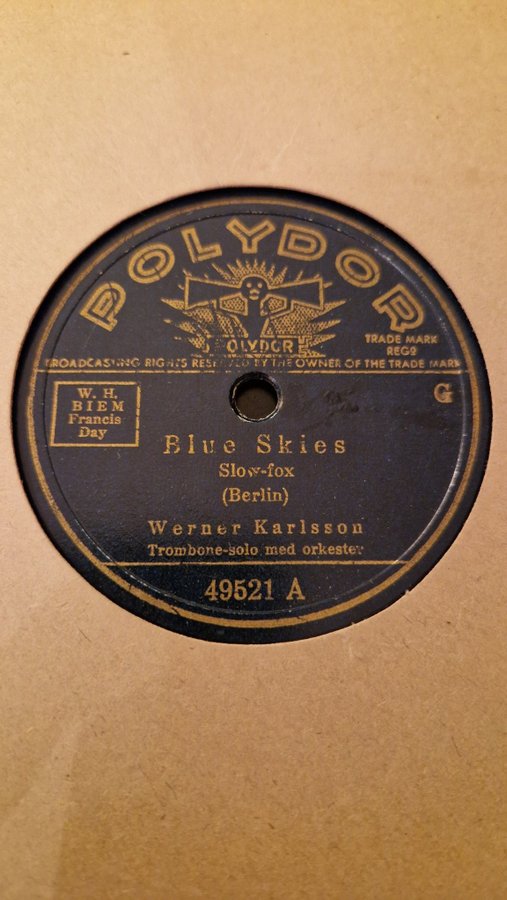 POLYDOR
POLYDOR
TRADE MARK
REGD
BROADCASTING RIGHTS RESERVED BY THE OWNER OF THE TRADE MARK
W. H.
BIEM
Francis
Day
G
Blue Skies
Slow-fox
(Berlin)
Werner Karlsson
Trombone-solo med orkester
49521 A